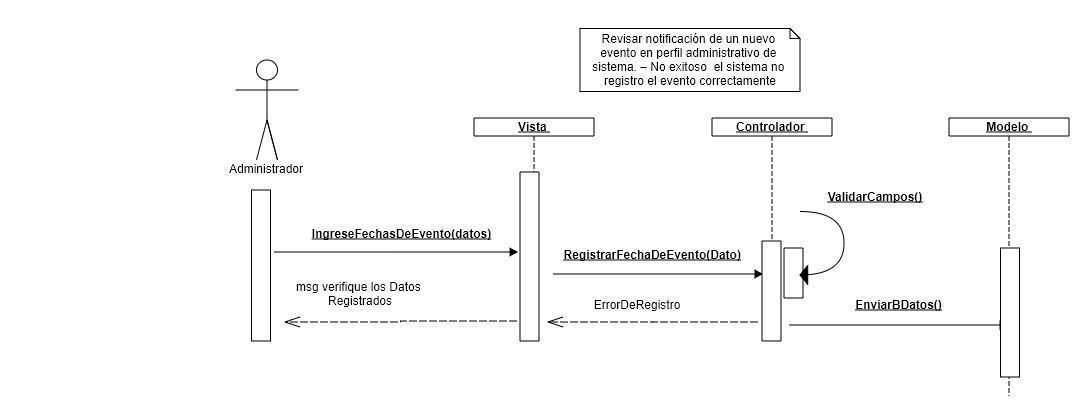 Revisar notificación de un nuevo
evento en perfil administrativo de
sistema. – No exitoso el sistema no
registro el evento correctamente
Vista
Controlador
Modelo
Administrador
ValidarCampos()
IngreseFechasDeEvento(datos)
RegistrarFechaDeEvento(Dato)
msg verifique los Datos
Registrados
ErrorDeRegistro
EnviarBDatos()